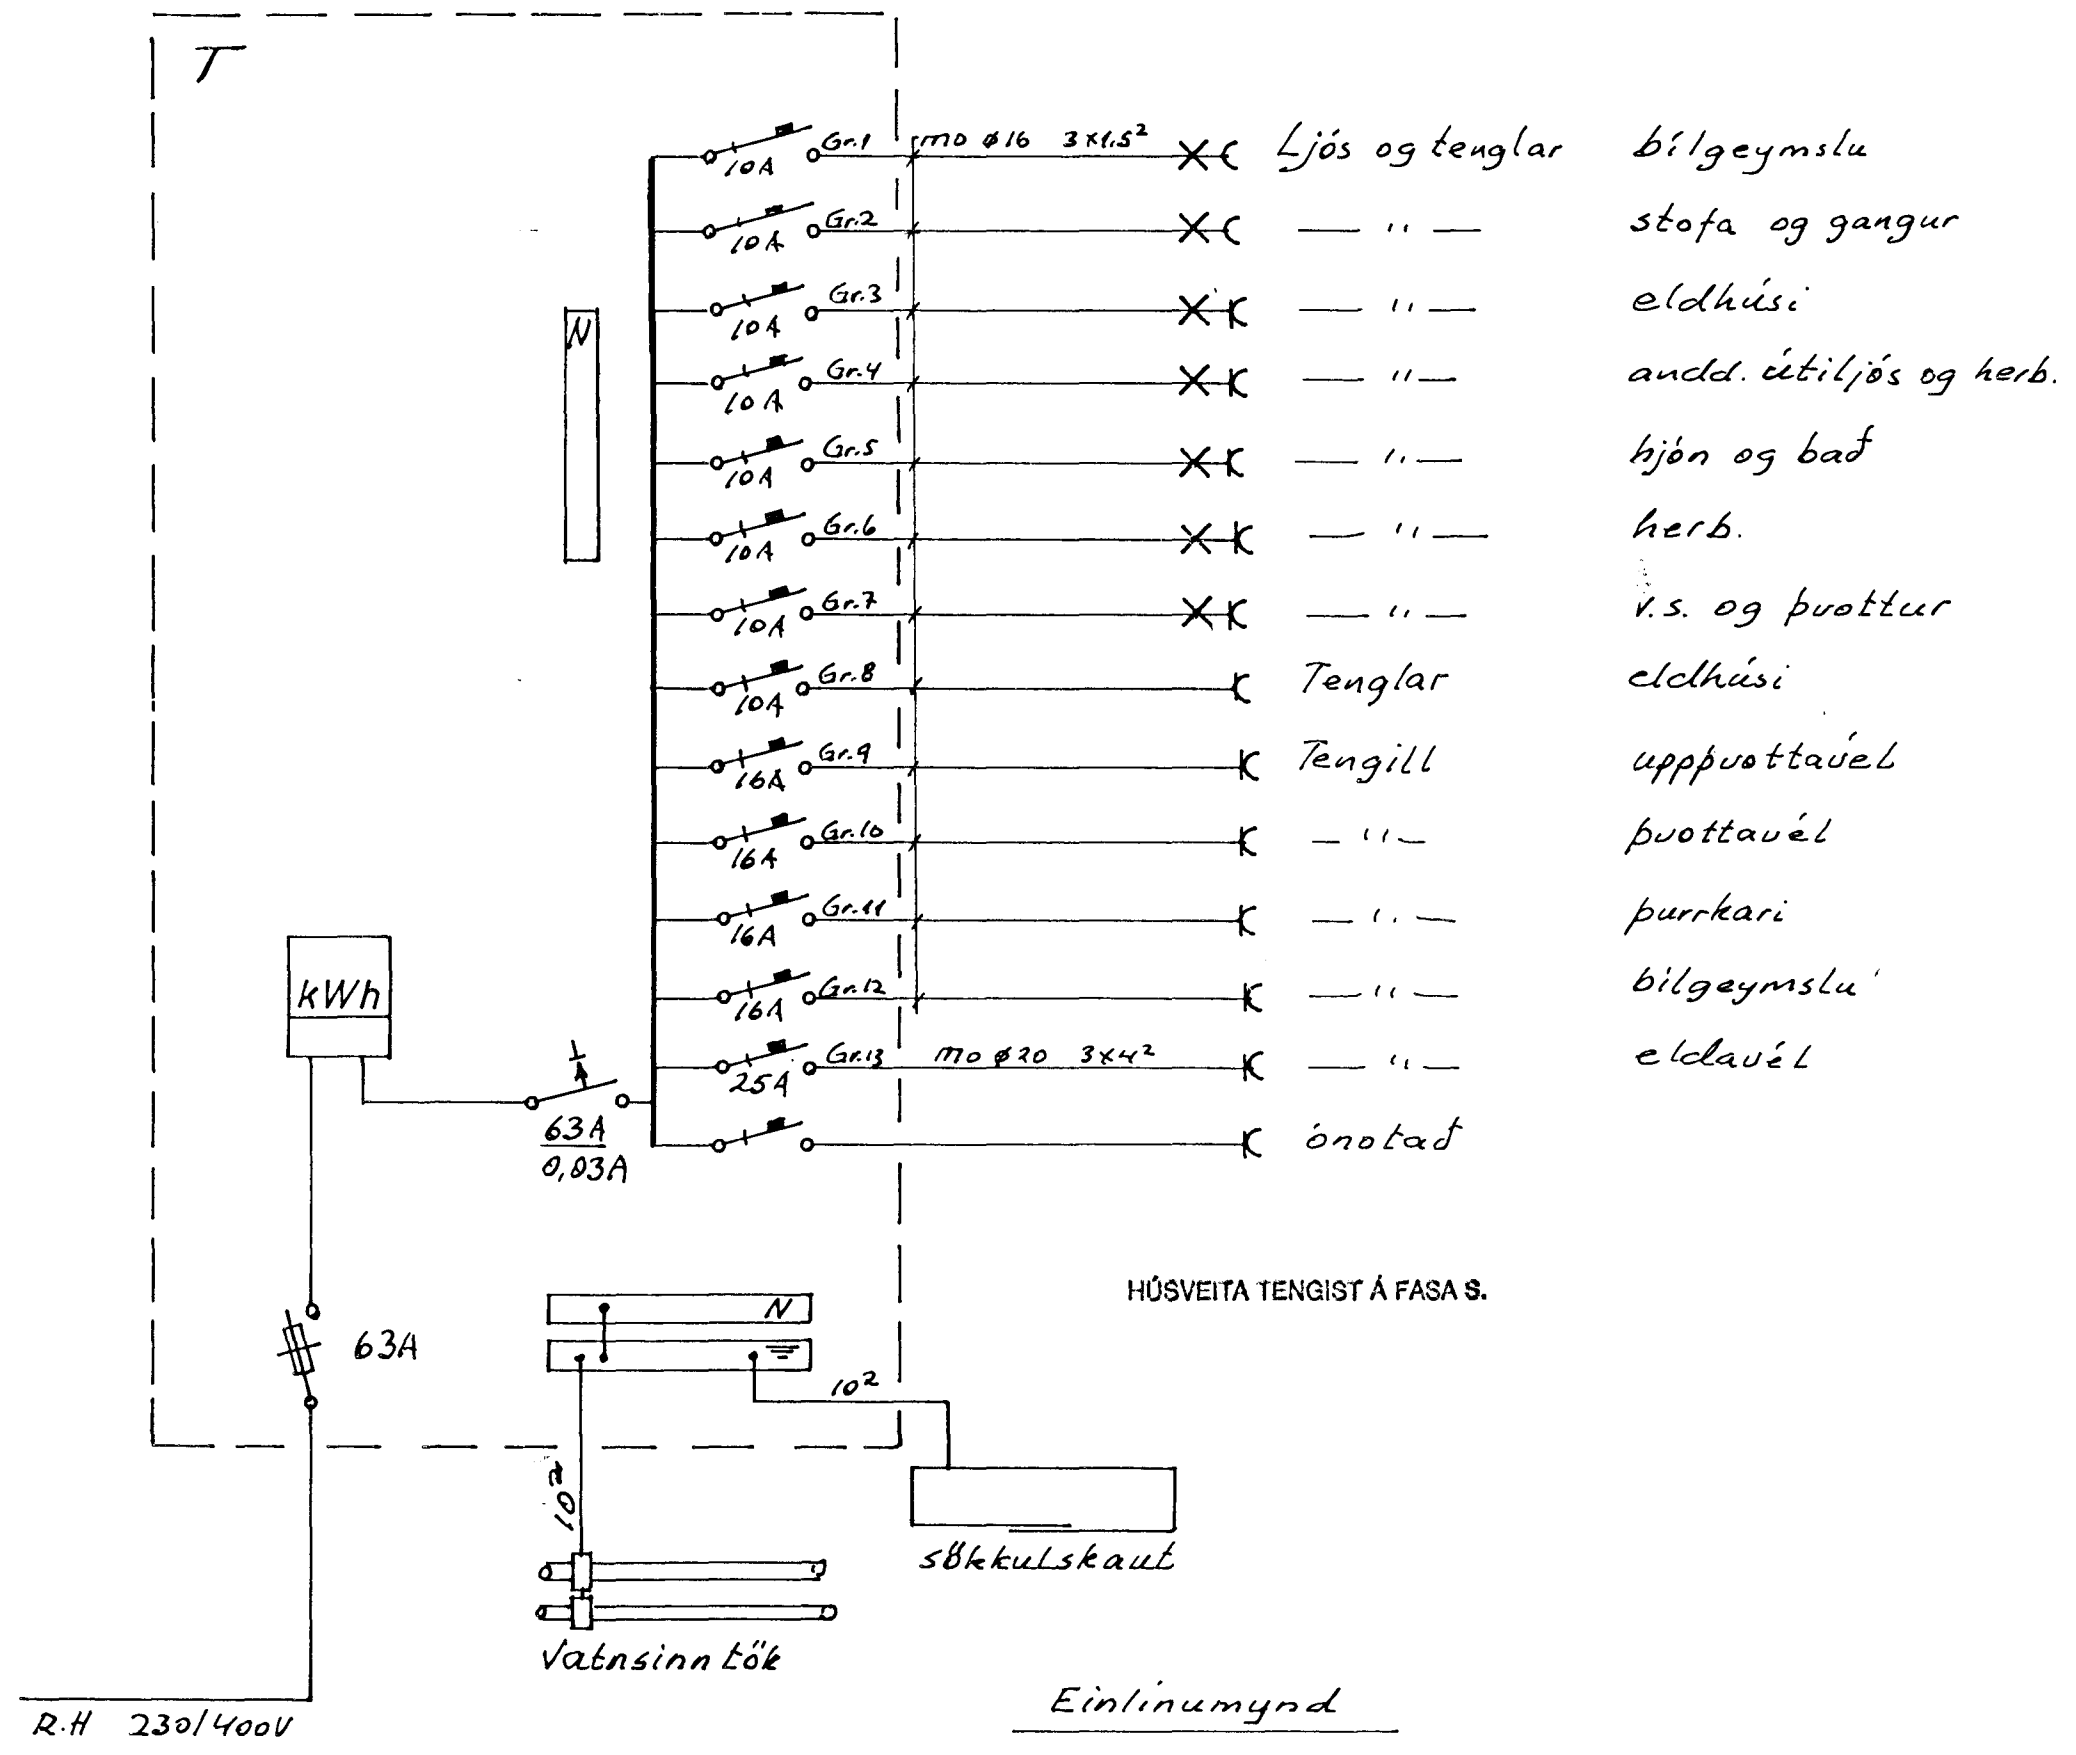 T
Gr.1 10A mo ø16 3x1,5² Ljós og tenglar bílgeymslu
Gr.2 10A — " — stofa og gangur
Gr.3 10A — " — eldhúsi
Gr.4 10A — " — andd. útiljós og herb.
Gr.5 10A — " — hjón og bað
Gr.6 10A — " — herb.
Gr.7 10A — " — v.s. og þvottur
Gr.8 10A Tenglar eldhúsi
Gr.9 16A Tengill uppþvottavél
Gr.10 16A — " — þvottavél
Gr.11 16A — " — þurrkari
Gr.12 16A — " — bílgeymslu
Gr.13 25A mo ø20 3x4² — " — eldavél
ónotað
N
kWh
63A
0,03A
HÚSVEITA TENGIST Á FASA S.
N
63A
10²
10²
sökkulskaut
Vatnsinntök
Einlínumynd
R.H 230/400V